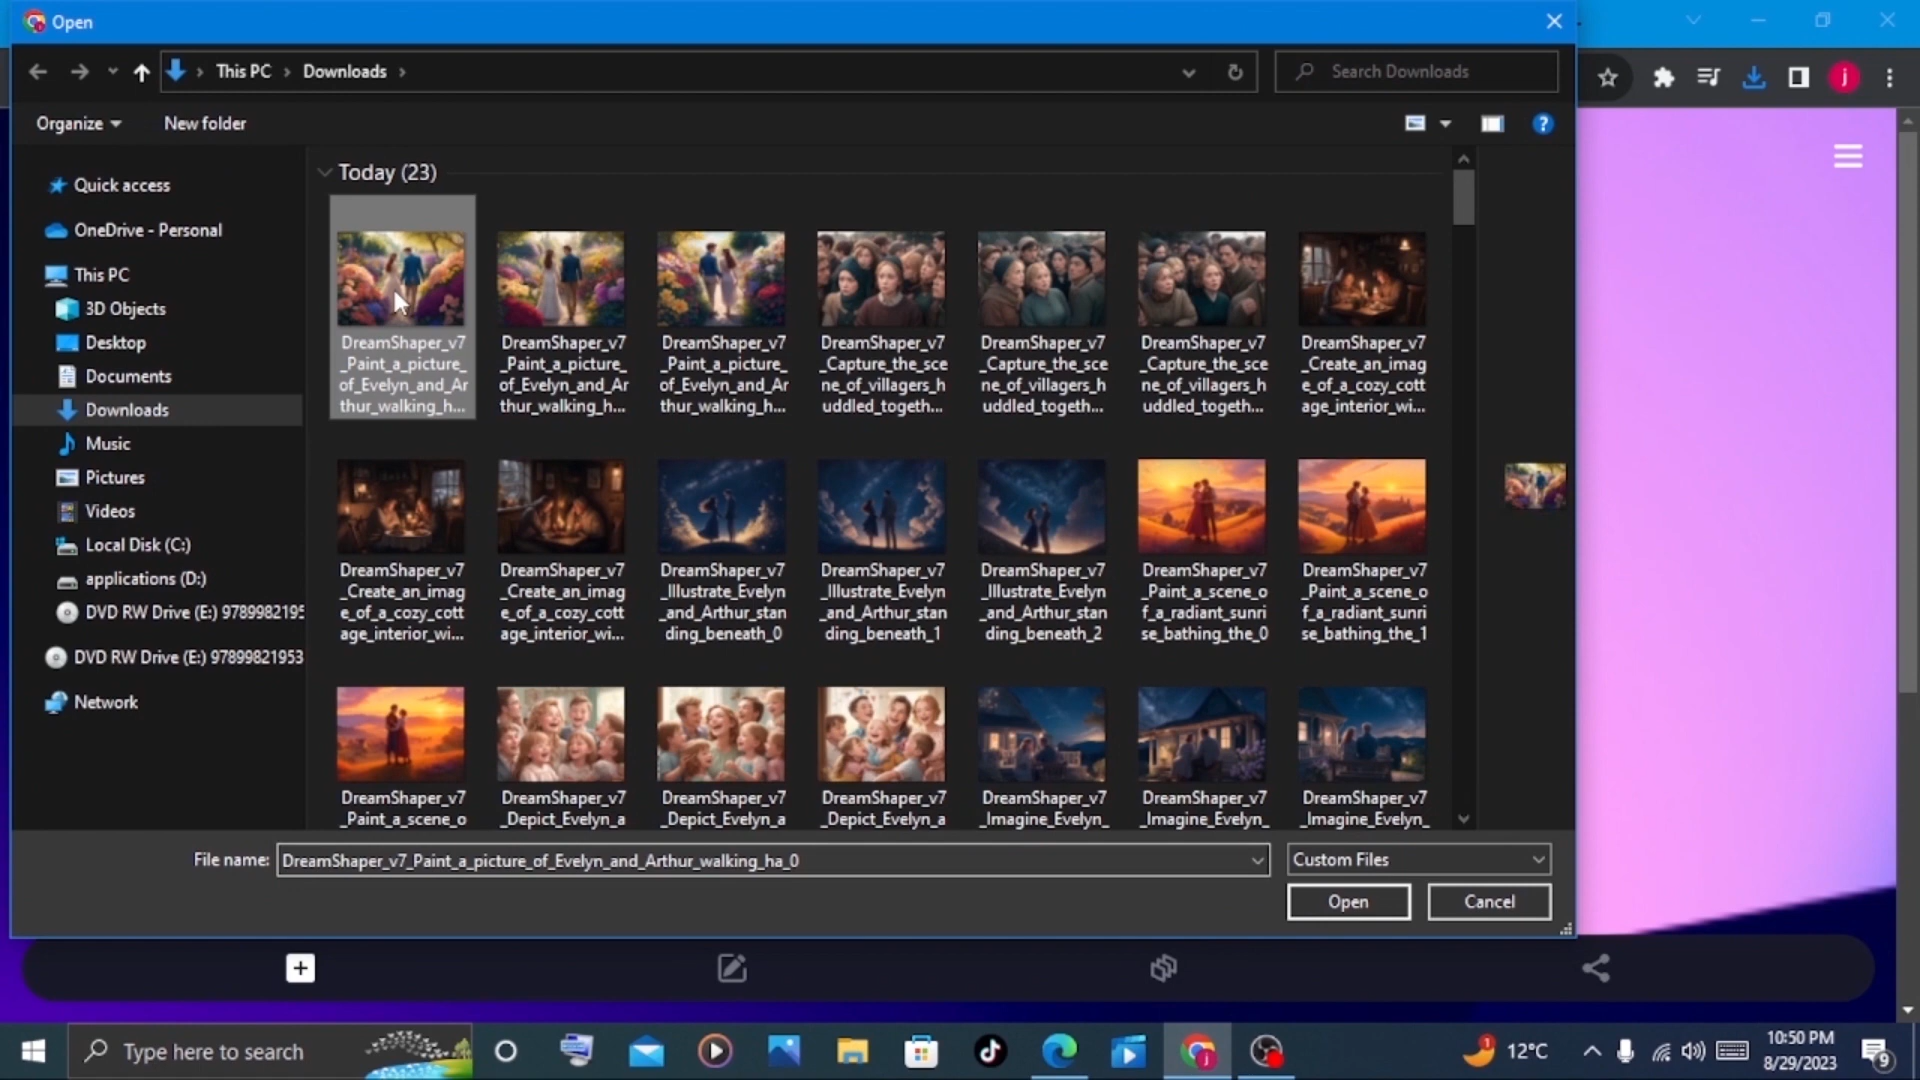 Open
This PC
Downloads
Search Downloads
j
Organize
New folder
?
Quick access
OneDrive - Personal
This PC
3D Objects
Desktop
Documents
Downloads
Music
Pictures
Videos
Local Disk (C:)
applications (D:)
DVD RW Drive (E:) 9789982195
DVD RW Drive (E:) 97899821953
Network
Today (23)
DreamShaper_v7
_Paint_a_picture_
of_Evelyn_and_Ar
thur_walking_h...
DreamShaper_v7
_Paint_a_picture_
of_Evelyn_and_Ar
thur_walking_h...
DreamShaper_v7
_Paint_a_picture_
of_Evelyn_and_Ar
thur_walking_h...
DreamShaper_v7
_Capture_the_sce
ne_of_villagers_h
uddled_togeth...
DreamShaper_v7
_Capture_the_sce
ne_of_villagers_h
uddled_togeth...
DreamShaper_v7
_Capture_the_sce
ne_of_villagers_h
uddled_togeth...
DreamShaper_v7
_Create_an_imag
e_of_a_cozy_cott
age_interior_wi...
DreamShaper_v7
_Create_an_imag
e_of_a_cozy_cott
age_interior_wi...
DreamShaper_v7
_Create_an_imag
e_of_a_cozy_cott
age_interior_wi...
DreamShaper_v7
_Illustrate_Evelyn
_and_Arthur_stan
ding_beneath_0
DreamShaper_v7
_Illustrate_Evelyn
_and_Arthur_stan
ding_beneath_1
DreamShaper_v7
_Illustrate_Evelyn
_and_Arthur_stan
ding_beneath_2
DreamShaper_v7
_Paint_a_scene_o
f_a_radiant_sunri
se_bathing_the_0
DreamShaper_v7
_Paint_a_scene_o
f_a_radiant_sunri
se_bathing_the_1
DreamShaper_v7
_Paint_a_scene_o
DreamShaper_v7
_Depict_Evelyn_a
DreamShaper_v7
_Depict_Evelyn_a
DreamShaper_v7
_Depict_Evelyn_a
DreamShaper_v7
_Imagine_Evelyn_
DreamShaper_v7
_Imagine_Evelyn_
DreamShaper_v7
_Imagine_Evelyn_
File name:
DreamShaper_v7_Paint_a_picture_of_Evelyn_and_Arthur_walking_ha_0
Custom Files
Open
Cancel
Type here to search
j
1
12°C
10:50 PM
8/29/2023
9